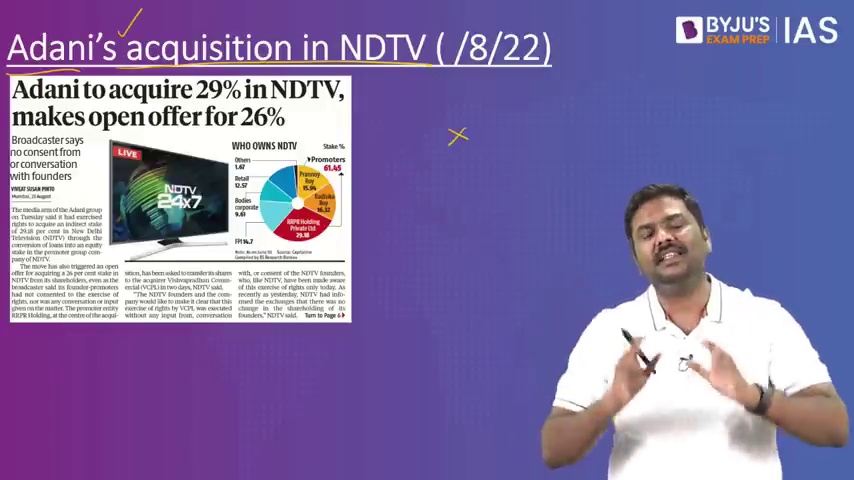 Adani's acquisition in NDTV ( /8/22)
BYJU'S
EXAM PREP
IAS
Adani to acquire 29% in NDTV,
makes open offer for 26%
Broadcaster says
no consent from
or conversation
with founders
VIVEAT SUSAN PINTO
Mumbai, 23 August
The media arm of the Adani group
on Tuesday said it had exercised
rights to acquire an indirect stake
of 29.18 per cent in New Delhi
Television (NDTV) through the
conversion of loans into an equity
stake in the promoter group com-
pany of NDTV.
The move has also triggered an open
offer for acquiring a 26 per cent stake in
NDTV from its shareholders, even as the
broadcaster said its founder-promoters
had not consented to the exercise of
rights, nor was any conversation or input
given on the matter. The promoter entity
RRPR Holding, at the centre of the acqui-
LIVE
NDTV
24x7
WHO OWNS NDTV
Stake %
Promoters
61.45
Others
1.67
Retail
12.57
Bodies
corporate
9.61
FPI 14.7
Prannoy
Roy
15.94
Radhika
Roy
16.32
RRPR Holding
Private Ltd
29.18
Note: As on June 30
Source: Capitaline
Compiled by BS Research Bureau
sition, has been asked to transfer its shares
to the acquirer Vishvapradhan Comm-
ercial (VCPL) in two days, NDTV said.
"The NDTV founders and the com-
pany would like to make it clear that this
exercise of rights by VCPL was executed
without any input from, conversation
with, or consent of the NDTV founders,
who, like NDTV, have been made aware
of this exercise of rights only today. As
recently as yesterday, NDTV had infor-
med the exchanges that there was no
change in the shareholding of its
founders," NDTV said.
Turn to Page 6